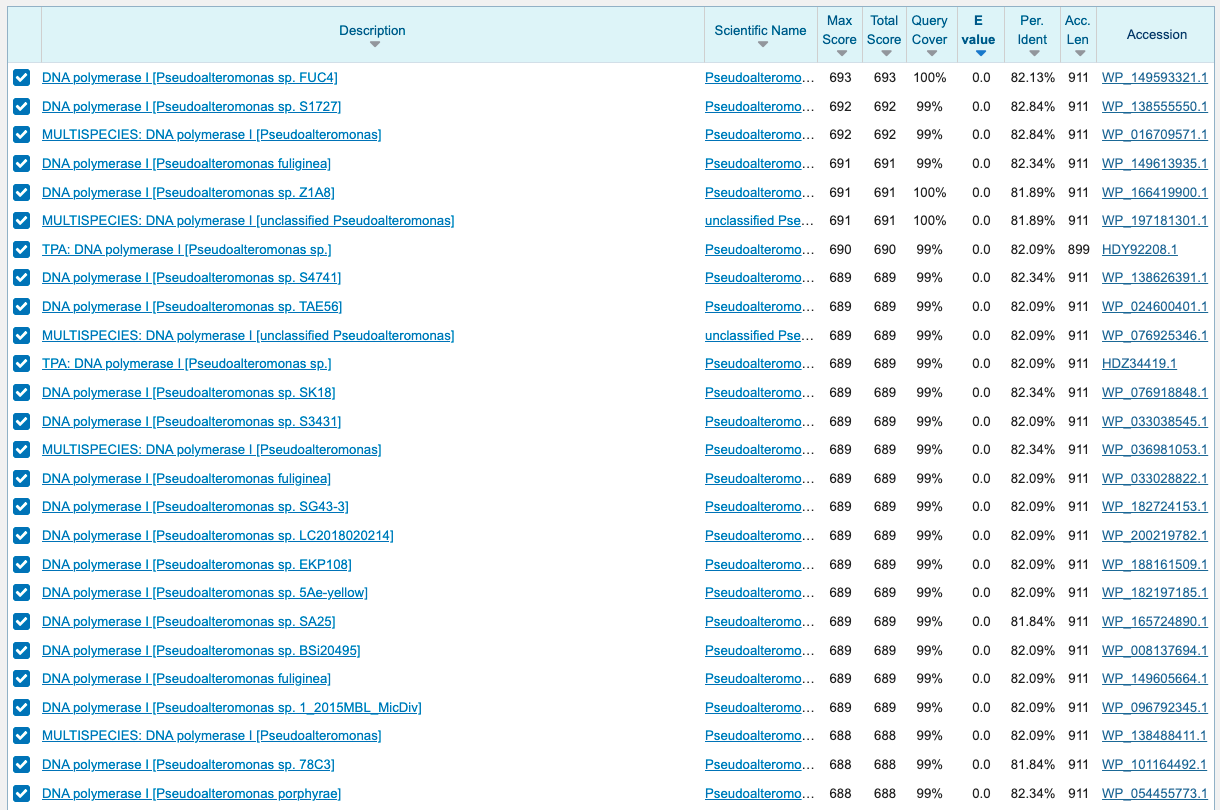 Description Scientific Name Max Score Total Score Query Cover E value Per. Ident Acc. Len Accession
DNA polymerase I [Pseudoalteromonas sp. FUC4] Pseudoalteromo... 693 693 100% 0.0 82.13% 911 WP_149593321.1
DNA polymerase I [Pseudoalteromonas sp. S1727] Pseudoalteromo... 692 692 99% 0.0 82.84% 911 WP_138555550.1
MULTISPECIES: DNA polymerase I [Pseudoalteromonas] Pseudoalteromo... 692 692 99% 0.0 82.84% 911 WP_016709571.1
DNA polymerase I [Pseudoalteromonas fuliginea] Pseudoalteromo... 691 691 99% 0.0 82.34% 911 WP_149613935.1
DNA polymerase I [Pseudoalteromonas sp. Z1A8] Pseudoalteromo... 691 691 100% 0.0 81.89% 911 WP_166419900.1
MULTISPECIES: DNA polymerase I [unclassified Pseudoalteromonas] unclassified Pse... 691 691 100% 0.0 81.89% 911 WP_197181301.1
TPA: DNA polymerase I [Pseudoalteromonas sp.] Pseudoalteromo... 690 690 99% 0.0 82.09% 899 HDY92208.1
DNA polymerase I [Pseudoalteromonas sp. S4741] Pseudoalteromo... 689 689 99% 0.0 82.34% 911 WP_138626391.1
DNA polymerase I [Pseudoalteromonas sp. TAE56] Pseudoalteromo... 689 689 99% 0.0 82.09% 911 WP_024600401.1
MULTISPECIES: DNA polymerase I [unclassified Pseudoalteromonas] unclassified Pse... 689 689 99% 0.0 82.09% 911 WP_076925346.1
TPA: DNA polymerase I [Pseudoalteromonas sp.] Pseudoalteromo... 689 689 99% 0.0 82.09% 911 HDZ34419.1
DNA polymerase I [Pseudoalteromonas sp. SK18] Pseudoalteromo... 689 689 99% 0.0 82.34% 911 WP_076918848.1
DNA polymerase I [Pseudoalteromonas sp. S3431] Pseudoalteromo... 689 689 99% 0.0 82.09% 911 WP_033038545.1
MULTISPECIES: DNA polymerase I [Pseudoalteromonas] Pseudoalteromo... 689 689 99% 0.0 82.34% 911 WP_036981053.1
DNA polymerase I [Pseudoalteromonas fuliginea] Pseudoalteromo... 689 689 99% 0.0 82.09% 911 WP_033028822.1
DNA polymerase I [Pseudoalteromonas sp. SG43-3] Pseudoalteromo... 689 689 99% 0.0 82.09% 911 WP_182724153.1
DNA polymerase I [Pseudoalteromonas sp. LC2018020214] Pseudoalteromo... 689 689 99% 0.0 82.09% 911 WP_200219782.1
DNA polymerase I [Pseudoalteromonas sp. EKP108] Pseudoalteromo... 689 689 99% 0.0 82.09% 911 WP_188161509.1
DNA polymerase I [Pseudoalteromonas sp. 5Ae-yellow] Pseudoalteromo... 689 689 99% 0.0 82.09% 911 WP_182197185.1
DNA polymerase I [Pseudoalteromonas sp. SA25] Pseudoalteromo... 689 689 99% 0.0 81.84% 911 WP_165724890.1
DNA polymerase I [Pseudoalteromonas sp. BSi20495] Pseudoalteromo... 689 689 99% 0.0 82.09% 911 WP_008137694.1
DNA polymerase I [Pseudoalteromonas fuliginea] Pseudoalteromo... 689 689 99% 0.0 82.09% 911 WP_149605664.1
DNA polymerase I [Pseudoalteromonas sp. 1_2015MBL_MicDiv] Pseudoalteromo... 689 689 99% 0.0 82.09% 911 WP_096792345.1
MULTISPECIES: DNA polymerase I [Pseudoalteromonas] Pseudoalteromo... 688 688 99% 0.0 82.09% 911 WP_138488411.1
DNA polymerase I [Pseudoalteromonas sp. 78C3] Pseudoalteromo... 688 688 99% 0.0 81.84% 911 WP_101164492.1
DNA polymerase I [Pseudoalteromonas porphyrae] Pseudoalteromo... 688 688 99% 0.0 82.34% 911 WP_054455773.1